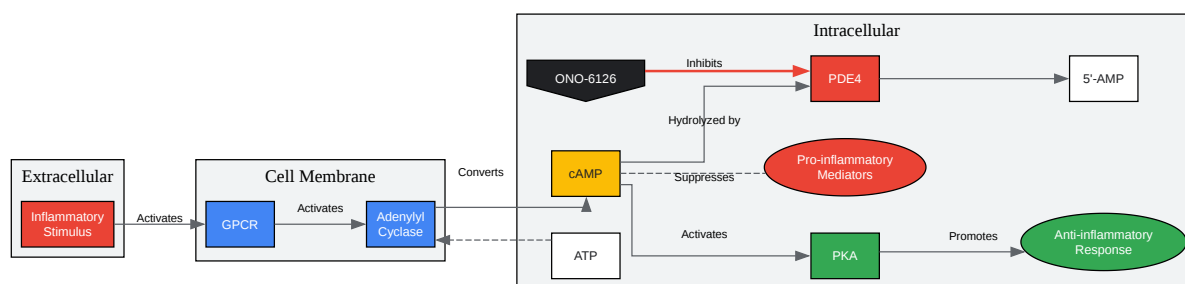 Extracellular
Inflammatory
Stimulus
Activates
Cell Membrane
GPCR
Activates
Adenylyl
Cyclase
Converts
Intracellular
ONO-6126
Inhibits
PDE4
5'-AMP
Hydrolyzed by
cAMP
Suppresses
Pro-inflammatory
Mediators
ATP
Activates
PKA
Promotes
Anti-inflammatory
Response